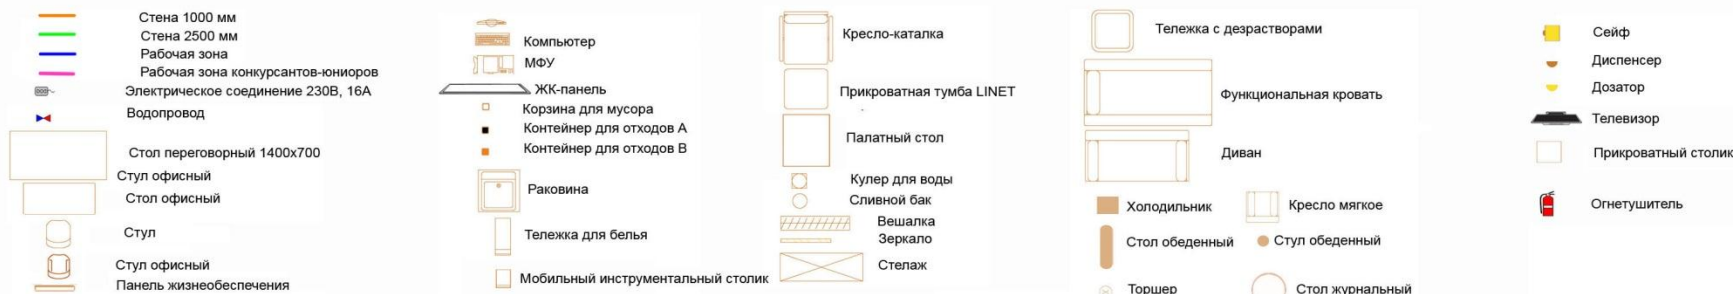 Стена 1000 мм
Стена 2500 мм
Рабочая зона
Рабочая зона конкурсантов-юниоров
Электрическое соединение 230В, 16А
Водопровод
Стол переговорный 1400х700
Стул офисный
Стол офисный
Стул
Стул офисный
Панель жизнеобеспечения
Компьютер
МФУ
ЖК-панель
Корзина для мусора
Контейнер для отходов А
Контейнер для отходов В
Раковина
Тележка для белья
Мобильный инструментальный столик
Кресло-каталка
Прикроватная тумба LINET
Палатный стол
Кулер для воды
Сливной бак
Вешалка
Зеркало
Стелаж
Тележка с дезрастворами
Функциональная кровать
Диван
Холодильник
Кресло мягкое
Стол обеденный
Стул обеденный
Торшер
Стол журнальный
Сейф
Диспенсер
Дозатор
Телевизор
Прикроватный столик
Огнетушитель